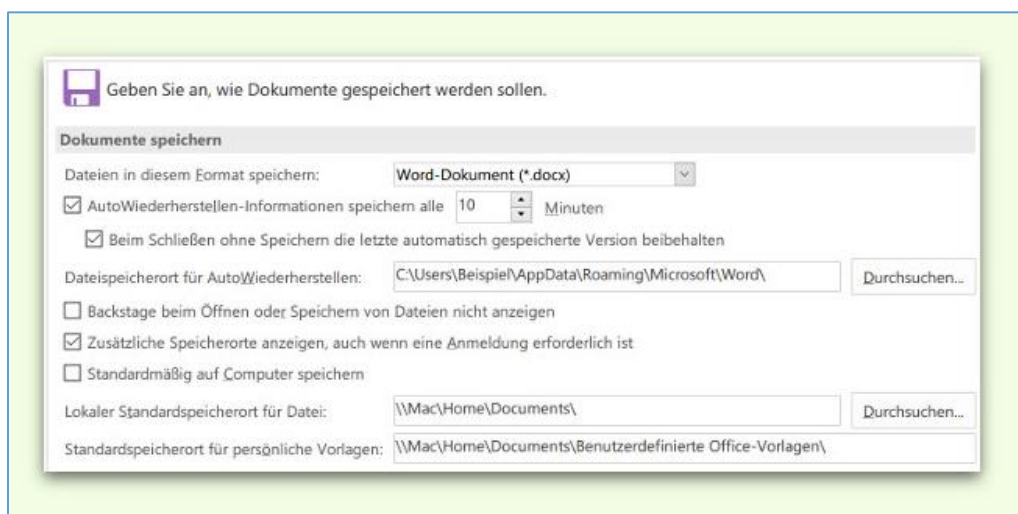 Geben Sie an, wie Dokumente gespeichert werden sollen.
Dokumente speichern
Dateien in diesem Format speichern: Word-Dokument (*.docx)
AutoWiederherstellen-Informationen speichern alle 10 Minuten
Beim Schließen ohne Speichern die letzte automatisch gespeicherte Version beibehalten
Dateispeicherort für AutoWiederherstellen: C:\Users\Beispiel\AppData\Roaming\Microsoft\Word\ Durchsuchen...
Backstage beim Öffnen oder Speichern von Dateien nicht anzeigen
Zusätzliche Speicherorte anzeigen, auch wenn eine Anmeldung erforderlich ist
Standardmäßig auf Computer speichern
Lokaler Standardspeicherort für Datei: \\Mac\Home\Documents\ Durchsuchen...
Standardspeicherort für persönliche Vorlagen: \\Mac\Home\Documents\Benutzerdefinierte Office-Vorlagen\